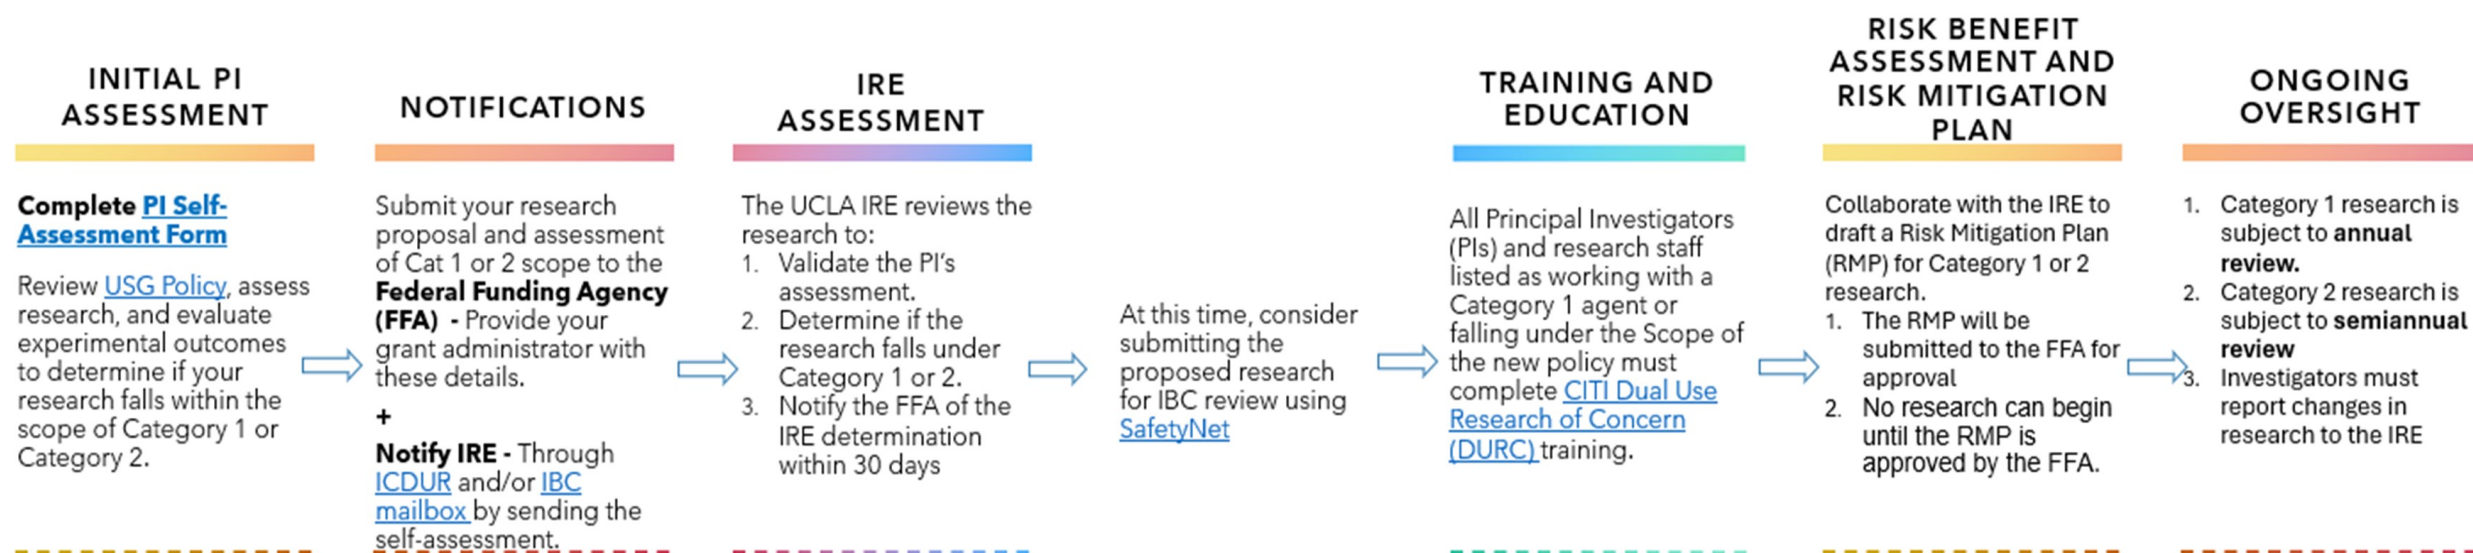 INITIAL PI
ASSESSMENT
Complete PI Self-
Assessment Form
Review USG Policy, assess
research, and evaluate
experimental outcomes
to determine if your
research falls within the
scope of Category 1 or
Category 2.
NOTIFICATIONS
Submit your research
proposal and assessment
of Cat 1 or 2 scope to the
Federal Funding Agency
(FFA) - Provide your
grant administrator with
these details.
+
Notify IRE - Through
ICDUR and/or IBC
mailbox by sending the
self-assessment.
IRE
ASSESSMENT
The UCLA IRE reviews the
research to:
1. Validate the PI's
assessment.
2. Determine if the
research falls under
Category 1 or 2.
3. Notify the FFA of the
IRE determination
within 30 days
At this time, consider
submitting the
proposed research
for IBC review using
SafetyNet
TRAINING AND
EDUCATION
All Principal Investigators
(PIs) and research staff
listed as working with a
Category 1 agent or
falling under the Scope of
the new policy must
complete CITI Dual Use
Research of Concern
(DURC) training.
RISK BENEFIT
ASSESSMENT AND
RISK MITIGATION
PLAN
Collaborate with the IRE to
draft a Risk Mitigation Plan
(RMP) for Category 1 or 2
research.
1. The RMP will be
submitted to the FFA for
approval
2. No research can begin
until the RMP is
approved by the FFA.
ONGOING
OVERSIGHT
1. Category 1 research is
subject to annual
review.
2. Category 2 research is
subject to semiannual
review
3. Investigators must
report changes in
research to the IRE